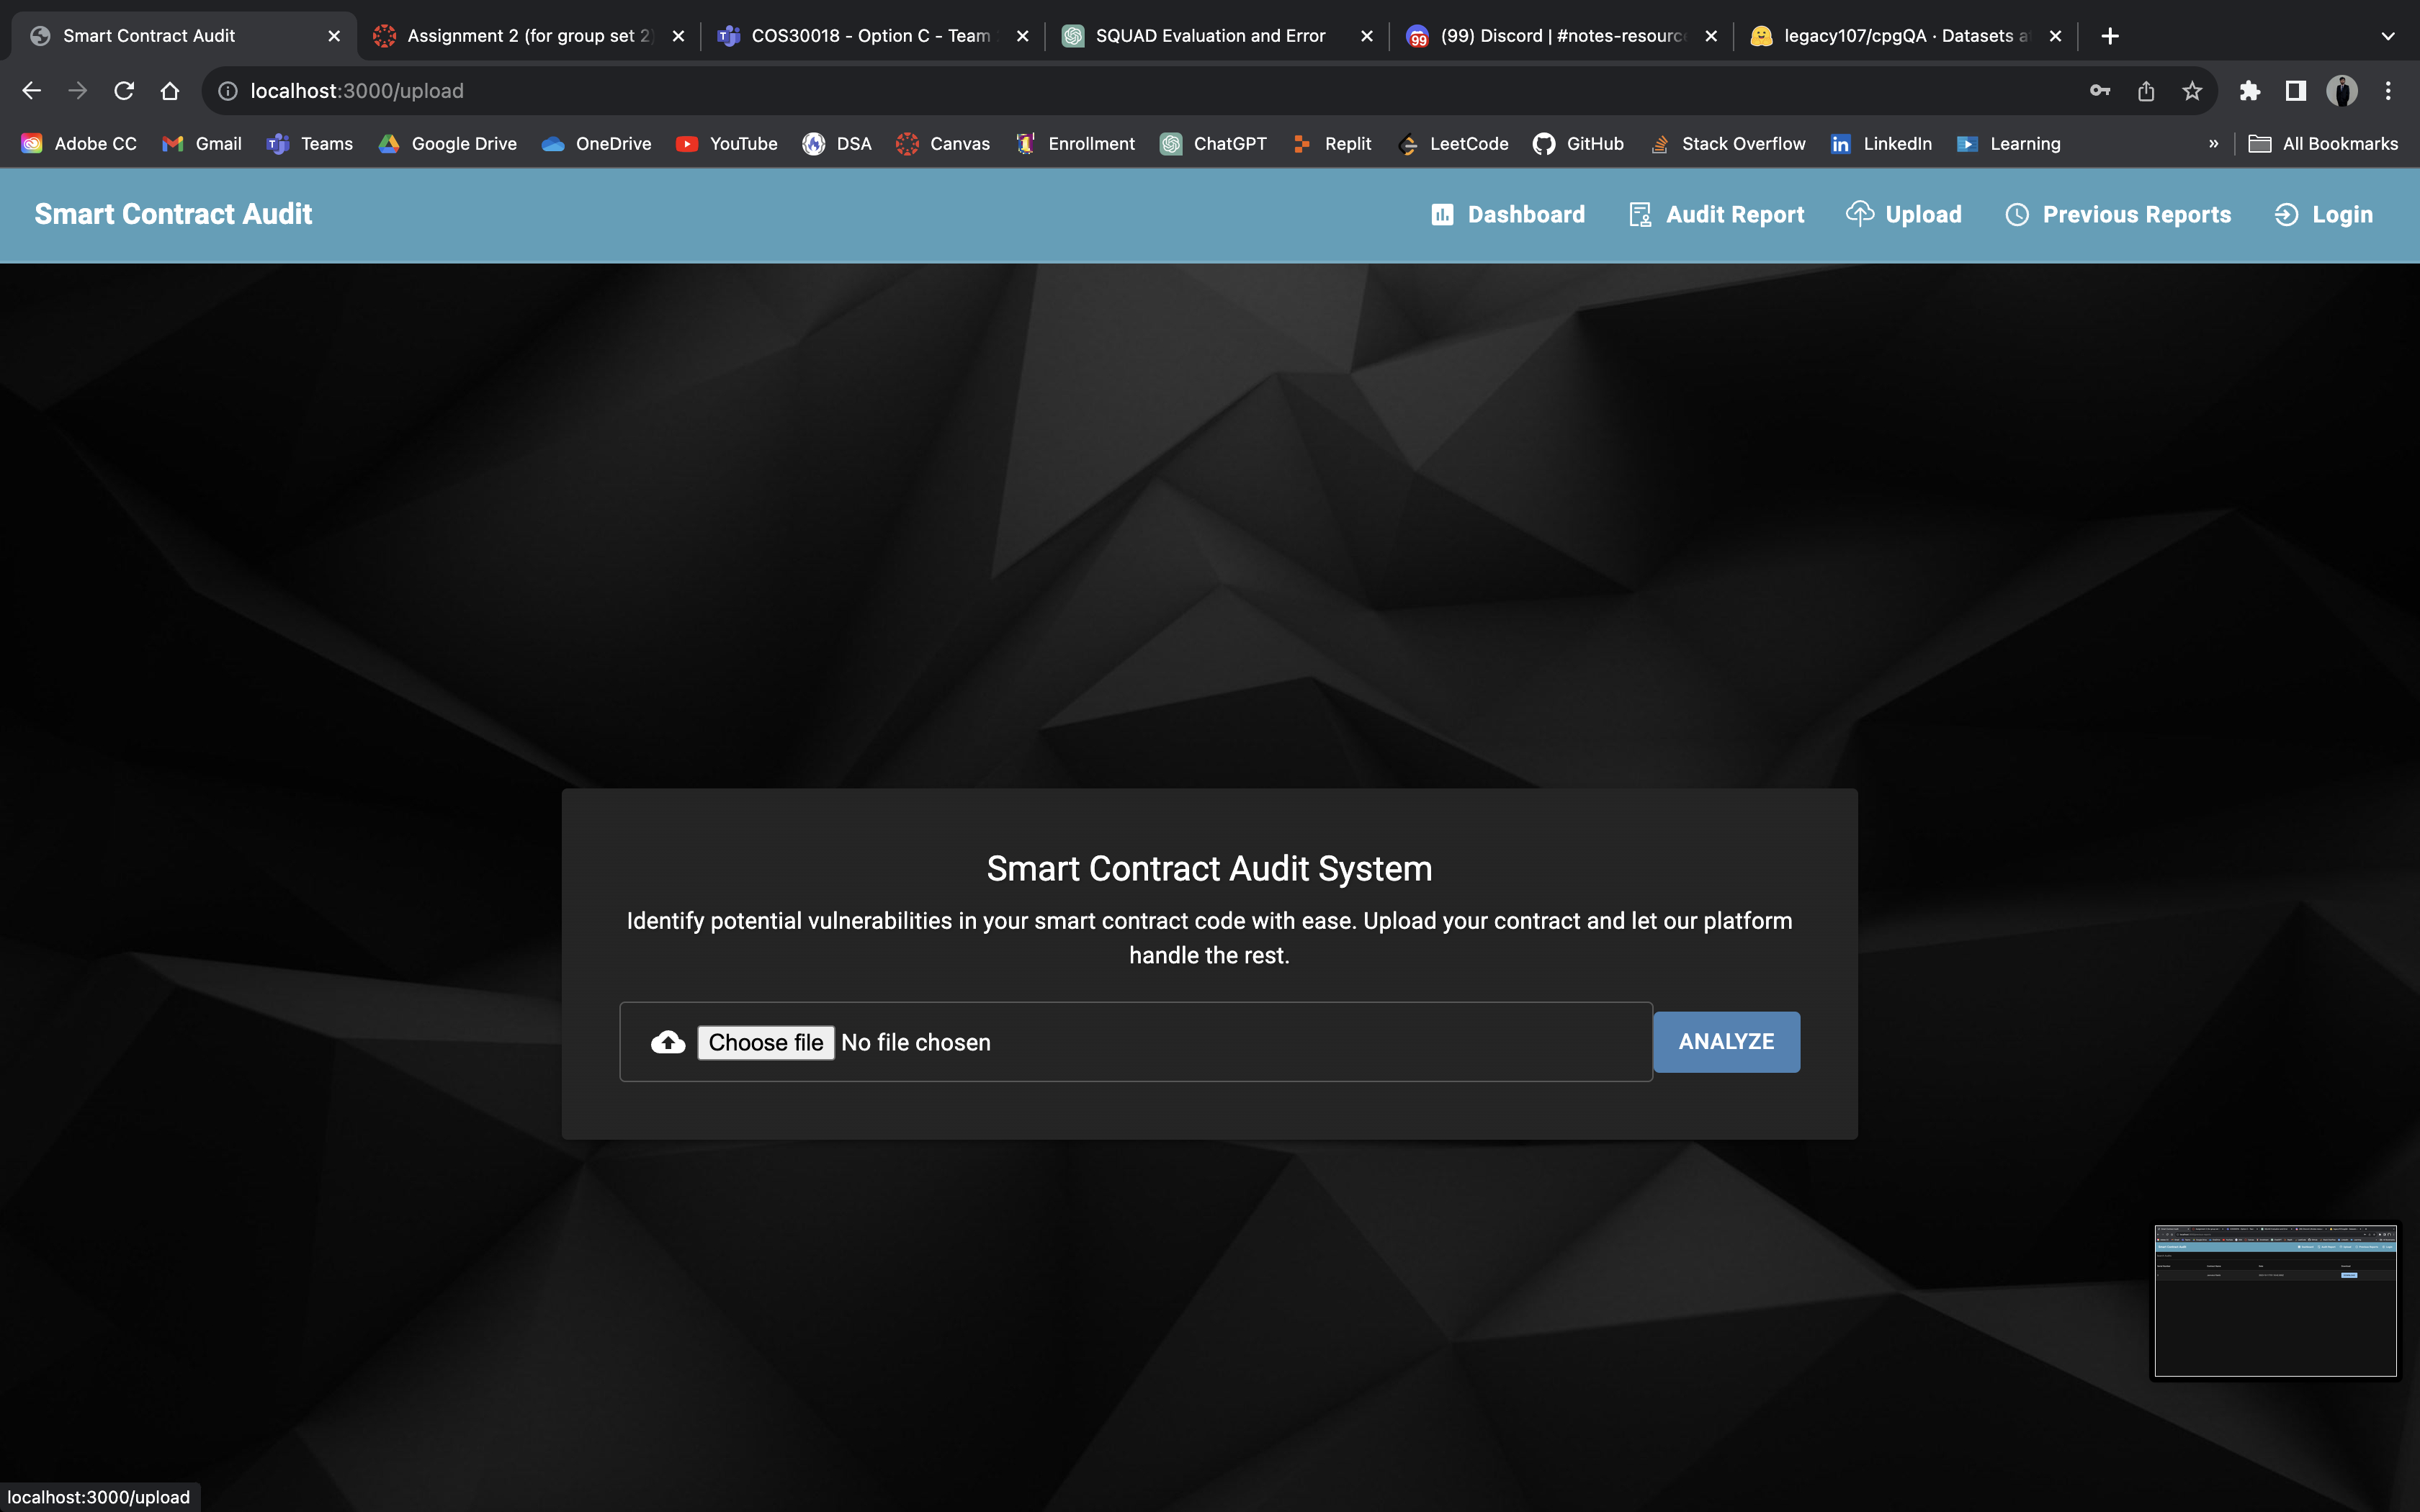 Smart Contract Audit
Assignment 2 (for group set 2)
COS30018 - Option C - Team
SQUAD Evaluation and Error
(99) Discord | #notes-resourc
legacy107/cpgQA · Datasets a
localhost:3000/upload
Adobe CC
Gmail
Teams
Google Drive
OneDrive
YouTube
DSA
Canvas
Enrollment
ChatGPT
Replit
LeetCode
GitHub
Stack Overflow
LinkedIn
Learning
»
All Bookmarks
Smart Contract Audit
Dashboard
Audit Report
Upload
Previous Reports
Login
Smart Contract Audit System
Identify potential vulnerabilities in your smart contract code with ease. Upload your contract and let our platform
handle the rest.
Choose file No file chosen
ANALYZE
localhost:3000/upload